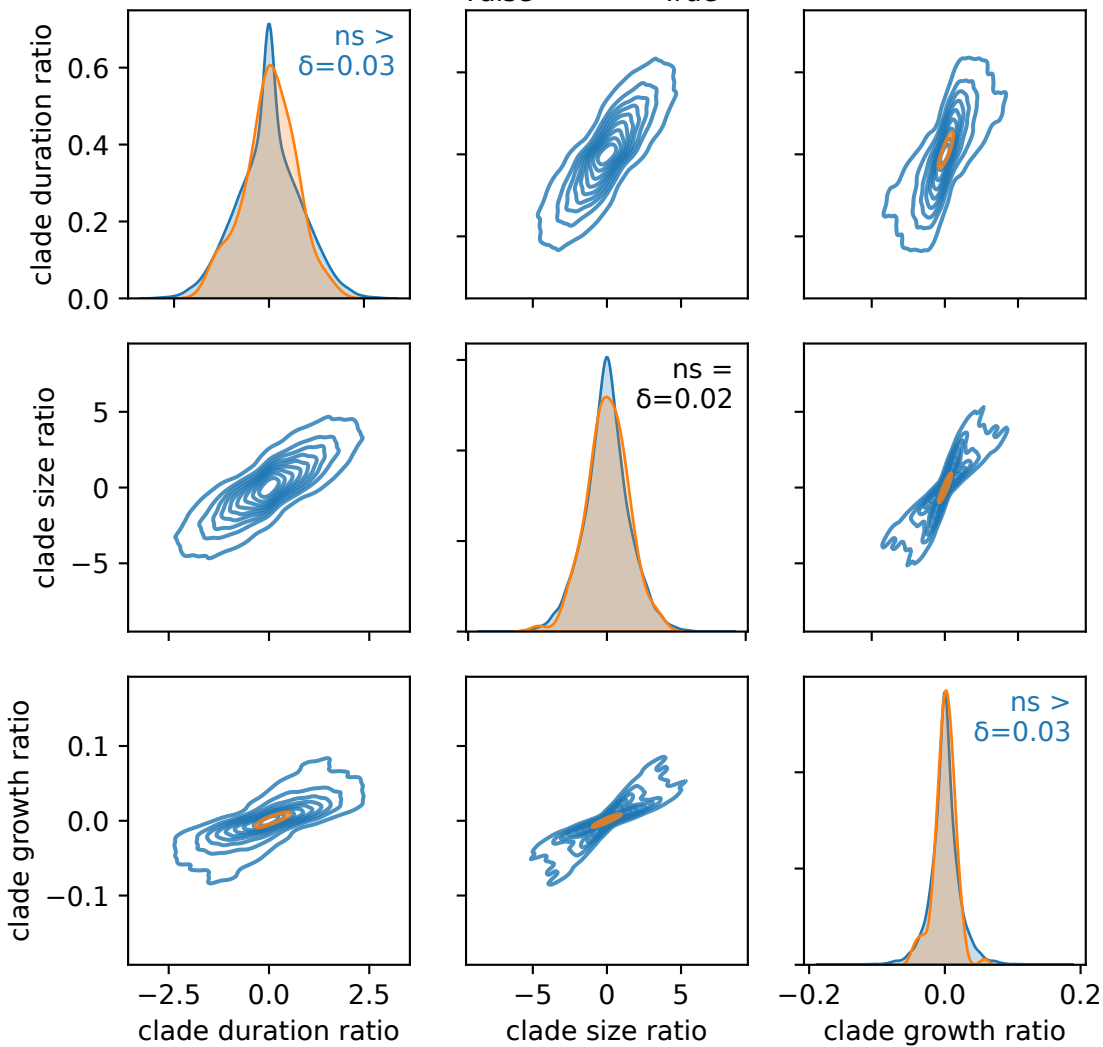 ns >
δ=0.03
clade duration ratio
0.6
0.4
0.2
0.0
ns =
δ=0.02
clade size ratio
5
0
−5
ns >
δ=0.03
clade growth ratio
0.1
0.0
−0.1
−2.5 0.0 2.5
−5 0 5
−0.2 0.0 0.2
clade duration ratio
clade size ratio
clade growth ratio